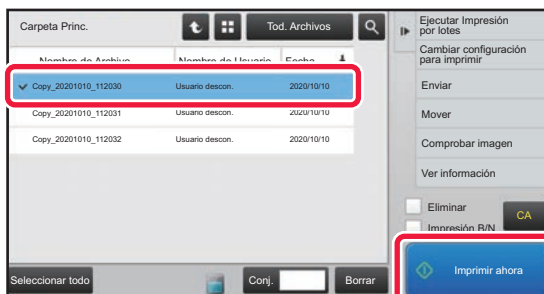 Carpeta Princ.
Tod. Archivos
Nombre de Archivo
Nombre de Usuario
Fecha
Copy_20201010_112030
Usuario descon.
2020/10/10
Copy_20201010_112031
Usuario descon.
2020/10/10
Copy_20201010_112032
Usuario descon.
2020/10/10
Seleccionar todo
Conj.
Borrar
Ejecutar Impresión
por lotes
Cambiar configuración
para imprimir
Enviar
Mover
Comprobar imagen
Ver información
Eliminar
Impresión B/N
CA
Imprimir ahora